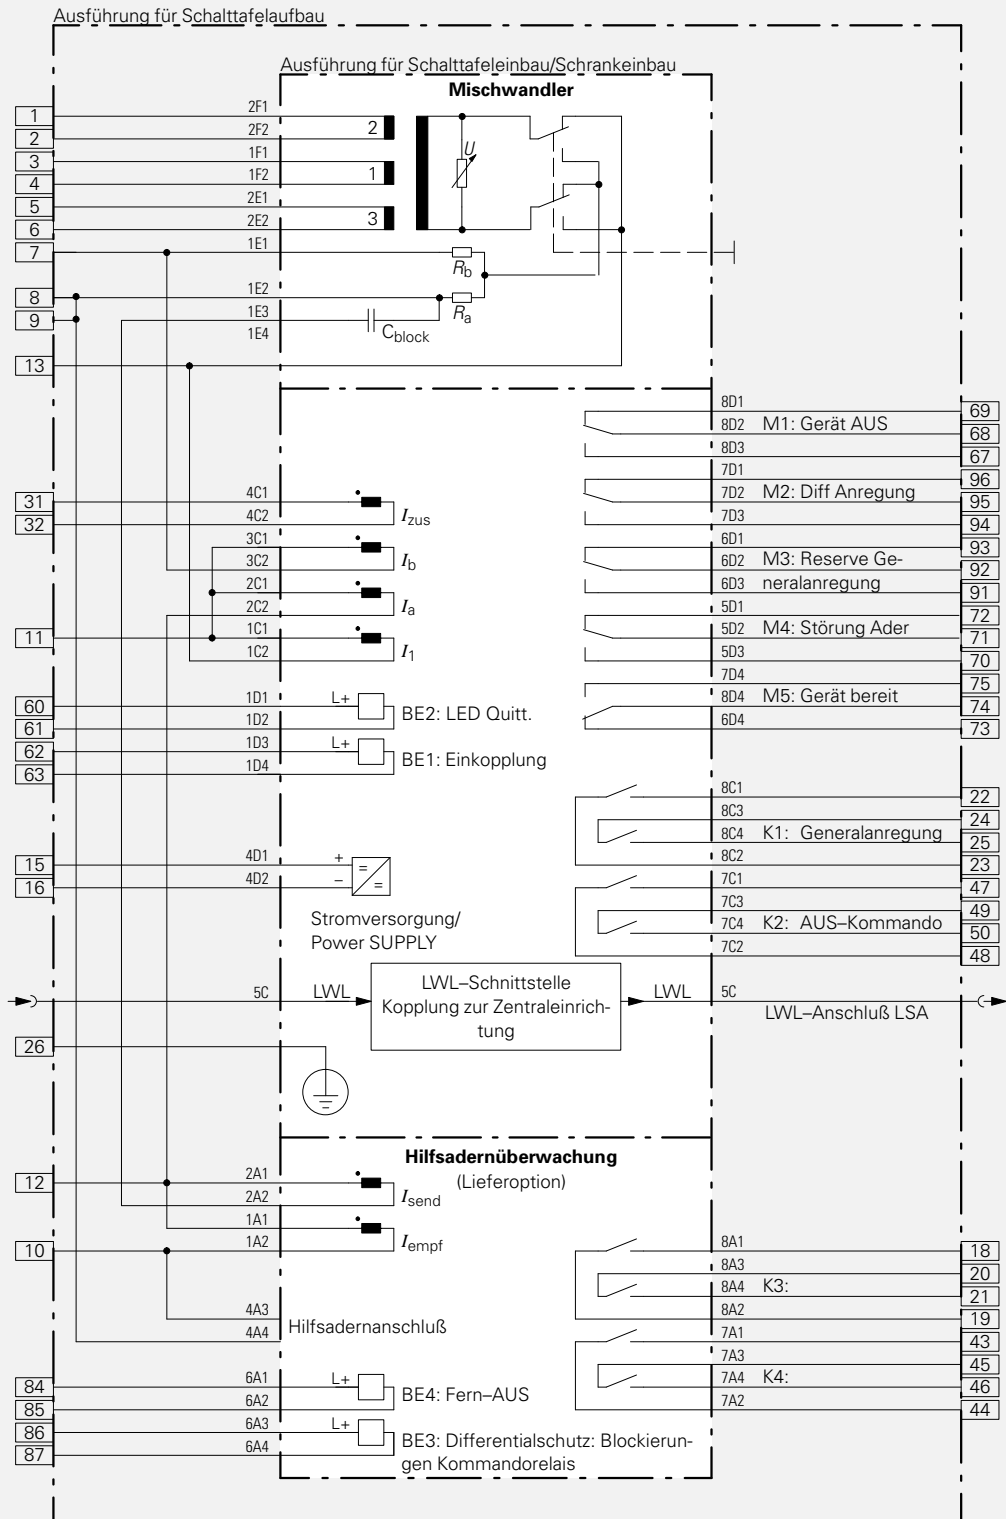 Ausführung für Schalttafelaufbau
Ausführung für Schalttafeleinbau/Schrankeinbau
Mischwandler
1 2F1
2 2F2 2
3 1F1
4 1F2 1
5 2E1
6 2E2 3
U
7 1E1
Rb
8 1E2
Ra
9 1E3
Cblock
1E4
13
8D1 69
8D2 M1: Gerät AUS 68
8D3 67
7D1 96
31 4C1
7D2 M2: Diff Anregung 95
32 4C2 Izus
7D3 94
3C1
6D1 93
3C2 Ib
6D2 M3: Reserve Ge- 92
2C1
6D3 neralanregung 91
2C2 Ia
5D1 72
11 1C1
5D2 M4: Störung Ader 71
1C2 I1
5D3 70
7D4 75
60 1D1 L+
8D4 M5: Gerät bereit 74
61 1D2 BE2: LED Quitt.
6D4 73
62 1D3 L+
63 1D4 BE1: Einkopplung
8C1 22
8C3 24
8C4 K1: Generalanregung 25
8C2 23
15 4D1 + =
16 4D2 – =
7C1 47
7C3 49
Stromversorgung/
7C4 K2: AUS–Kommando 50
Power SUPPLY
7C2 48
5C LWL
LWL–Schnittstelle
Kopplung zur Zentraleinrich-
tung
LWL 5C
LWL–Anschluß LSA
26
Hilfsadernüberwachung
(Lieferoption)
12 2A1
2A2 Isend
1A1
10 1A2 Iempf
8A1 18
8A3 20
8A4 K3: 21
8A2 19
4A3
Hilfsadernanschluß
4A4
7A1 43
7A3 45
7A4 K4: 46
7A2 44
84 6A1 L+
85 6A2 BE4: Fern–AUS
86 6A3 L+
87 6A4 BE3: Differentialschutz: Blockierun-
gen Kommandorelais